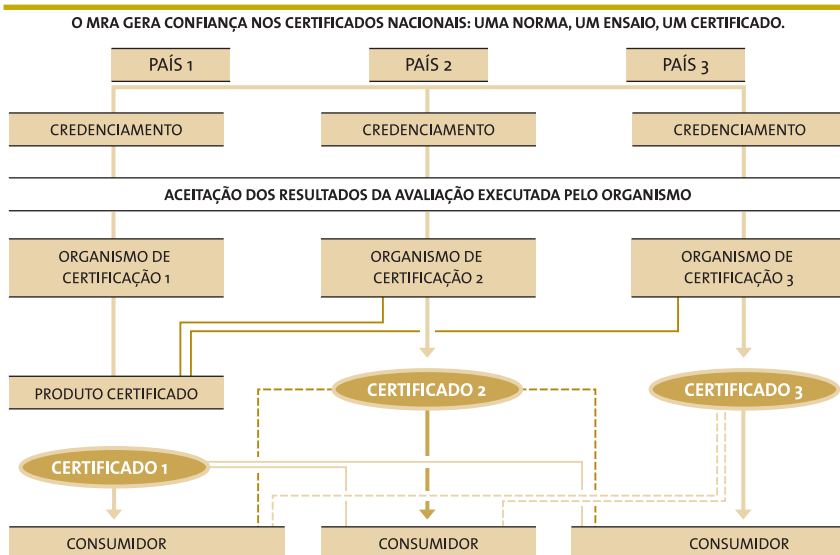 O MRA GERA CONFIANÇA NOS CERTIFICADOS NACIONAIS: UMA NORMA, UM ENSAIO, UM CERTIFICADO.
PAÍS 1
PAÍS 2
PAÍS 3
CREDENCIAMENTO
CREDENCIAMENTO
CREDENCIAMENTO
ACEITAÇÃO DOS RESULTADOS DA AVALIAÇÃO EXECUTADA PELO ORGANISMO
ORGANISMO DE
CERTIFICAÇÃO 1
ORGANISMO DE
CERTIFICAÇÃO 2
ORGANISMO DE
CERTIFICAÇÃO 3
PRODUTO CERTIFICADO
CERTIFICADO 2
CERTIFICADO 3
CERTIFICADO 1
CONSUMIDOR
CONSUMIDOR
CONSUMIDOR